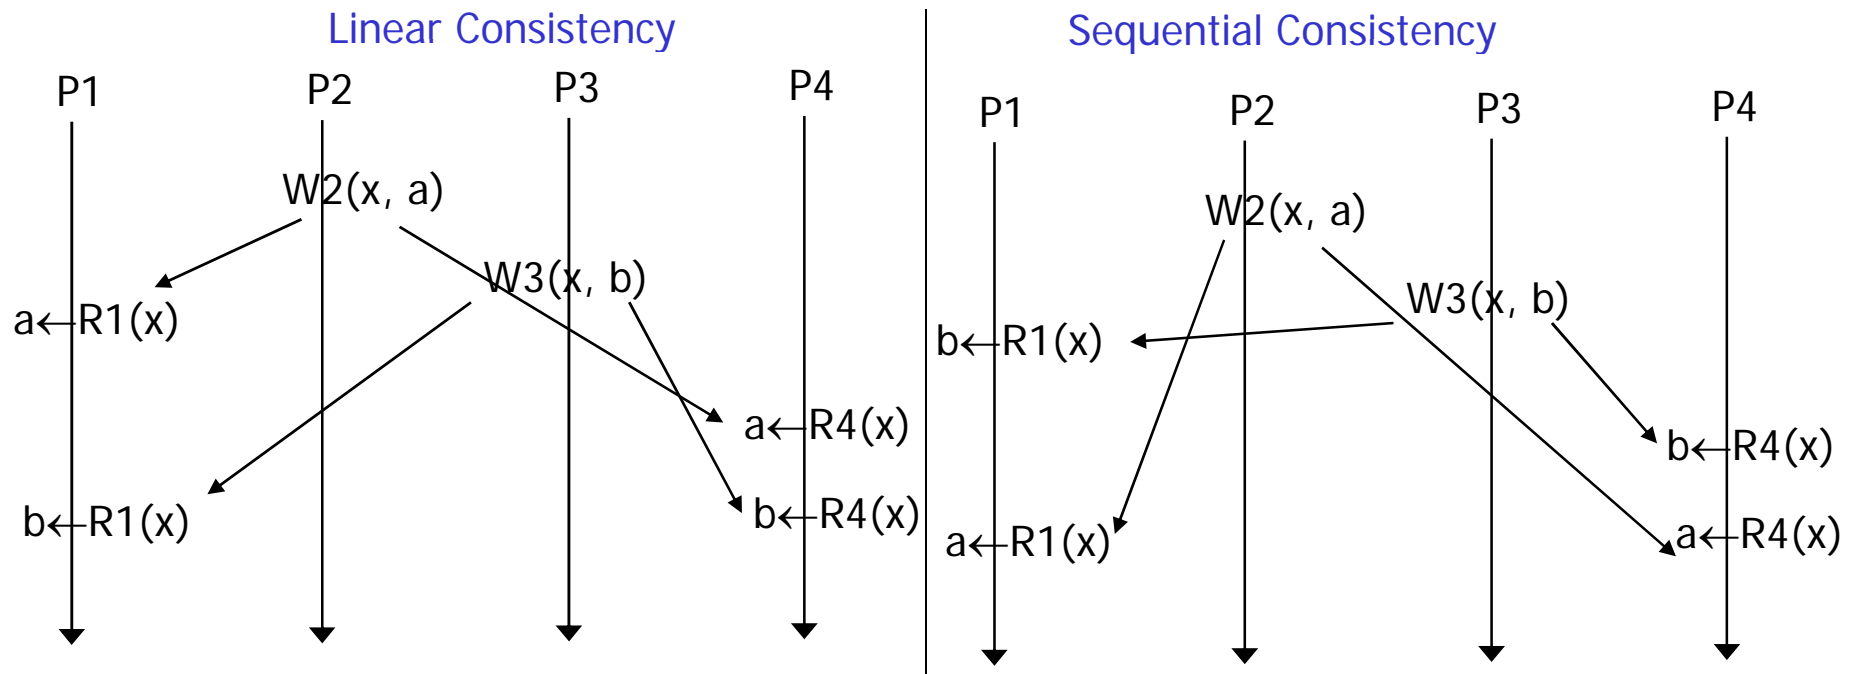 Linear Consistency
P1 P2 P3 P4
W2(x, a)
W3(x, b)
a←R1(x)
a←R4(x)
b←R4(x)
b←R1(x)
Sequential Consistency
P1 P2 P3 P4
W2(x, a)
W3(x, b)
b←R1(x)
b←R4(x)
a←R4(x)
a←R1(x)